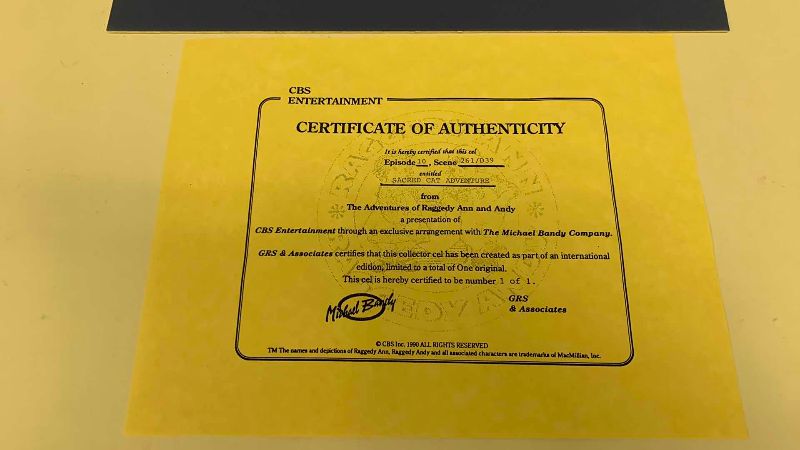 CBS
ENTERTAINMENT
CERTIFICATE OF AUTHENTICITY
It is hereby certified that this cel
Episode 10, Scene 261/D39
entitled
SACRED CAT ADVENTURE
from
The Adventures of Raggedy Ann and Andy
a presentation of
CBS Entertainment through an exclusive arrangement with The Michael Bandy Company.
GRS & Associates certifies that this collector cel has been created as part of an international
edition, limited to a total of One original.
This cel is hereby certified to be number 1 of 1.
Michael Bandy
GRS
& Associates
© CBS Inc. 1990 ALL RIGHTS RESERVED
TM The names and depictions of Raggedy Ann, Raggedy Andy and all associated characters are trademarks of MacMillian, Inc.